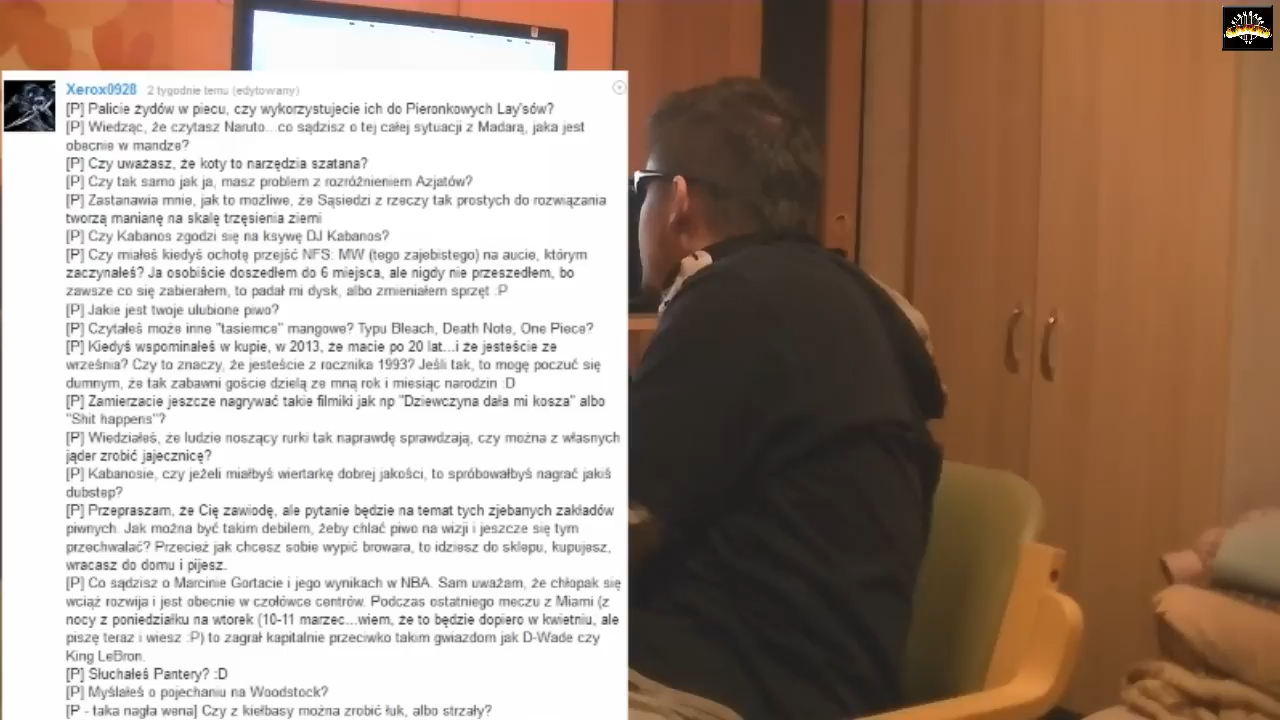 Xerox0928 2 tygodnie temu (edytowany)
[P] Palicie żydów w piecu, czy wykorzystujecie ich do Pieronkowych Lay'sów?
[P] Wiedząc, że czytasz Naruto...co sądzisz o tej całej sytuacji z Madarą, jaka jest
obecnie w mandze?
[P] Czy uważasz, że koty to narzędzia szatana?
[P] Czy tak samo jak ja, masz problem z rozróżnieniem Azjatów?
[P] Zastanawia mnie, jak to możliwe, że Sąsiedzi z rzeczy tak prostych do rozwiązania
tworzą manianę na skalę trzęsienia ziemi
[P] Czy Kabanos zgodzi się na ksywę DJ Kabanos?
[P] Czy miałeś kiedyś ochotę przejść NFS: MW (tego zajebistego) na aucie, którym
zaczynałeś? Ja osobiście doszedłem do 6 miejsca, ale nigdy nie przeszedłem, bo
zawsze co się zabierałem, to padał mi dysk, albo zmieniałem sprzęt :P
[P] Jakie jest twoje ulubione piwo?
[P] Czytałeś może inne "tasiemce" mangowe? Typu Bleach, Death Note, One Piece?
[P] Kiedyś wspominałeś w kupie, w 2013, że macie po 20 lat...i że jesteście ze
września? Czy to znaczy, że jesteście z rocznika 1993? Jeśli tak, to mogę poczuć się
dumnym, że tak zabawni goście dzielą ze mną rok i miesiąc narodzin :D
[P] Zamierzacie jeszcze nagrywać takie filmiki jak np "Dziewczyna dała mi kosza" albo
"Shit happens"?
[P] Wiedziałeś, że ludzie noszący rurki tak naprawdę sprawdzają, czy można z własnych
jąder zrobić jajecznicę?
[P] Kabanosie, czy jeżeli miałbyś wiertarkę dobrej jakości, to spróbowałbyś nagrać jakiś
dubstep?
[P] Przepraszam, że Cię zawiodę, ale pytanie będzie na temat tych zjebanych zakładów
piwnych. Jak można być takim debilem, żeby chlać piwo na wizji i jeszcze się tym
przechwalać? Przecież jak chcesz sobie wypić browara, to idziesz do sklepu, kupujesz,
wracasz do domu i pijesz.
[P] Co sądzisz o Marcinie Gortacie i jego wynikach w NBA. Sam uważam, że chłopak się
wciąż rozwija i jest obecnie w czołówce centrów. Podczas ostatniego meczu z Miami (z
nocy z poniedziałku na wtorek (10-11 marzec...wiem, że to będzie dopiero w kwietniu, ale
piszę teraz i wiesz :P) to zagrał kapitalnie przeciwko takim gwiazdom jak D-Wade czy
King LeBron.
[P] Słuchałeś Pantery? :D
[P] Myślałeś o pojechaniu na Woodstock?
[P - taka nagła wena] Czy z kiełbasy można zrobić łuk, albo strzały?